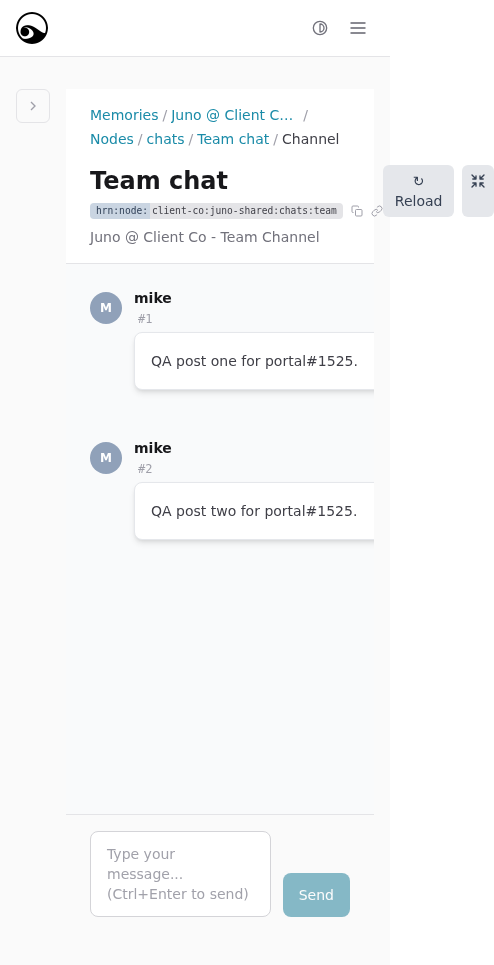 Memories / Juno @ Client C... /
Nodes / chats / Team chat / Channel
Team chat
↻
Reload
hrn:node: client-co:juno-shared:chats:team
Juno @ Client Co - Team Channel
M
mike
#1
QA post one for portal#1525.
M
mike
#2
QA post two for portal#1525.
Type your
message...
(Ctrl+Enter to send)
Send